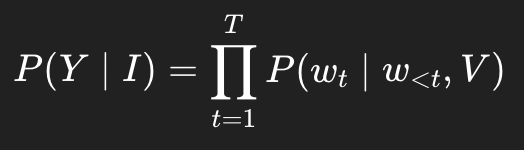 P(Y | I) = ∏_{t=1}^{T} P(w_t | w_{<t}, V)